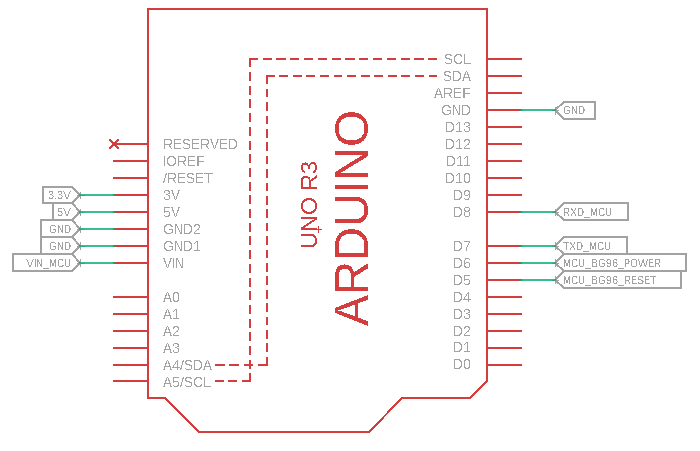 SCL
SDA
AREF
GND GND
D13
RESERVED D12
IOREF D11
/RESET D10
3.3V 3V D9
5V 5V D8 RXD_MCU
GND GND2
GND GND1 D7 TXD_MCU
VIN_MCU VIN D6 MCU_BG96_POWER
D5 MCU_BG96_RESET
A0 D4
A1 D3
A2 D2
A3 D1
A4/SDA D0
A5/SCL
UNO R3
ARDUINO